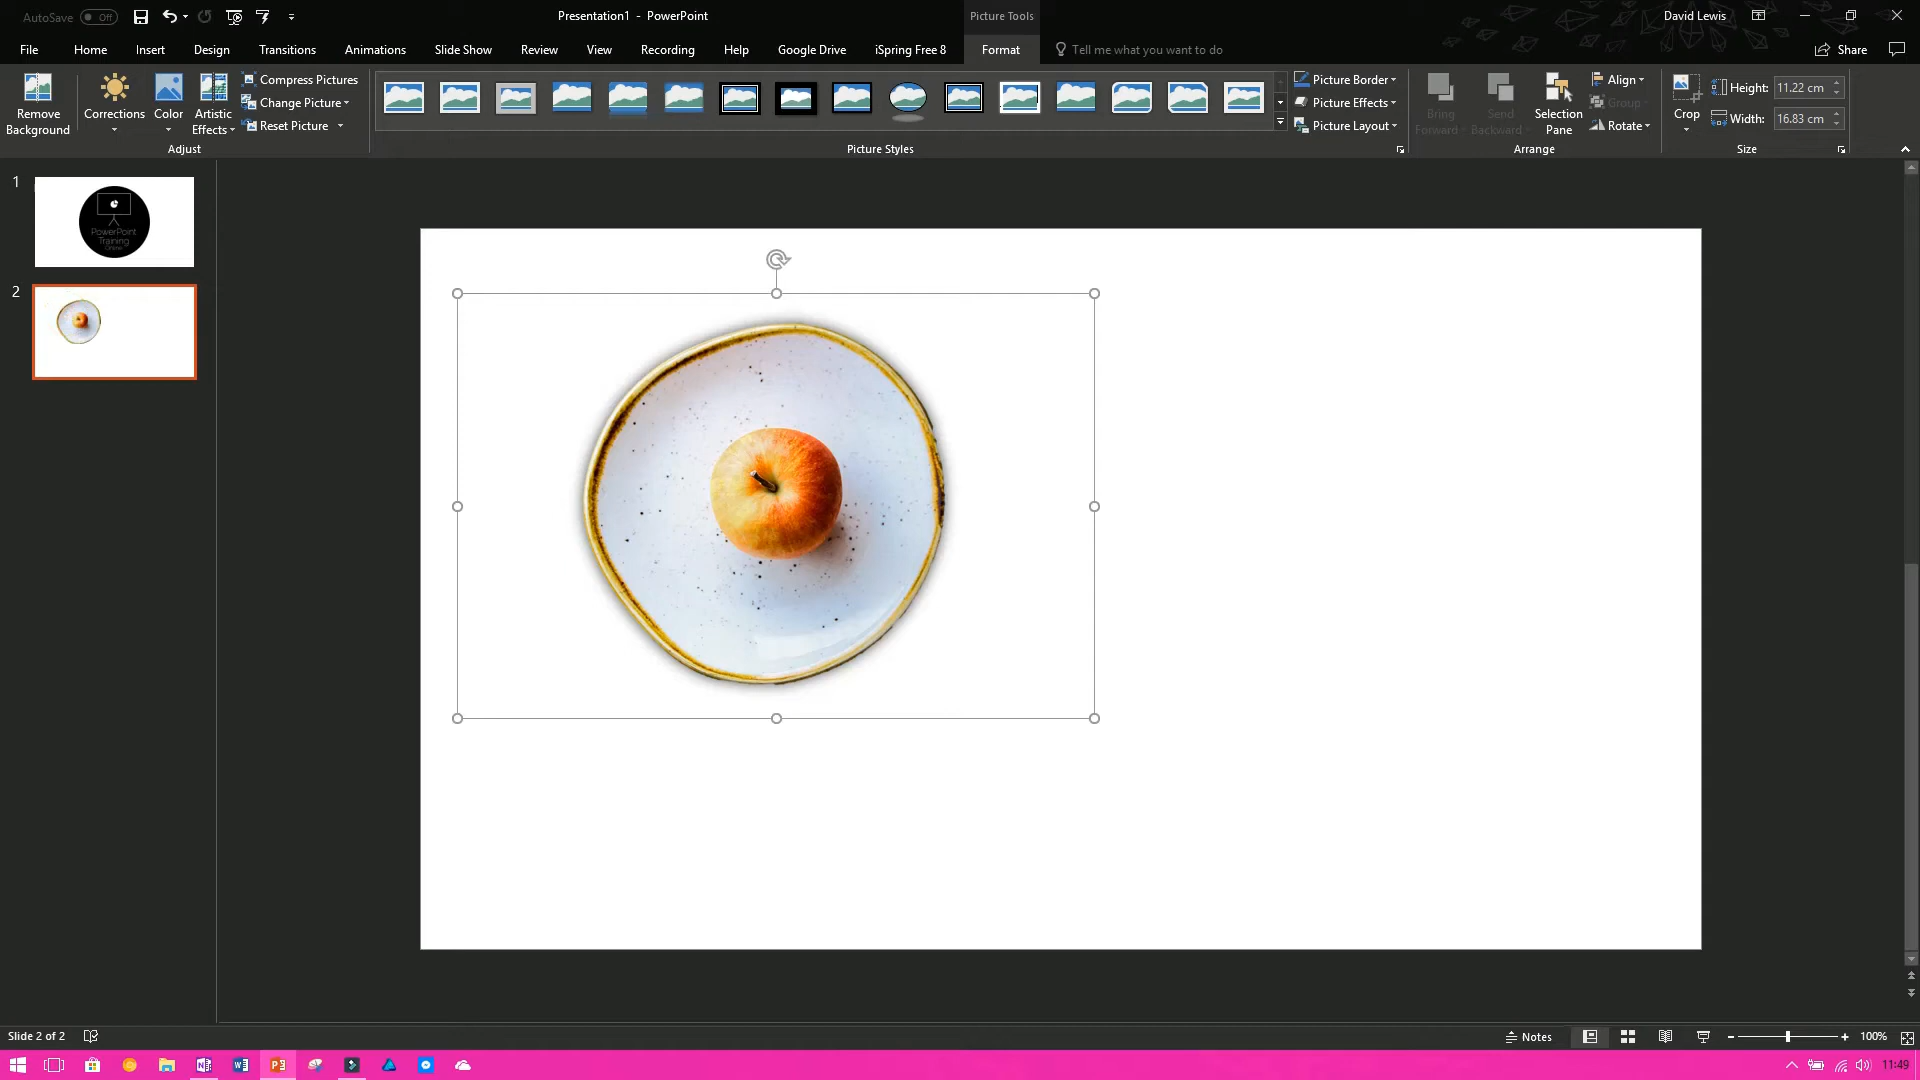 AutoSave Off
Presentation1 - PowerPoint
Picture Tools
David Lewis
File Home Insert Design Transitions Animations Slide Show Review View Recording Help Google Drive iSpring Free 8 Format Tell me what you want to do Share
Remove Background
Corrections
Color
Artistic Effects
Compress Pictures
Change Picture
Reset Picture
Adjust
Picture Styles
Picture Border
Picture Effects
Picture Layout
Bring Forward
Send Backward
Selection Pane
Align
Group
Rotate
Arrange
Crop
Height: 11.22 cm
Width: 16.83 cm
Size
1
PowerPoint
Training
Online
2
Slide 2 of 2
Notes
100%
11:49